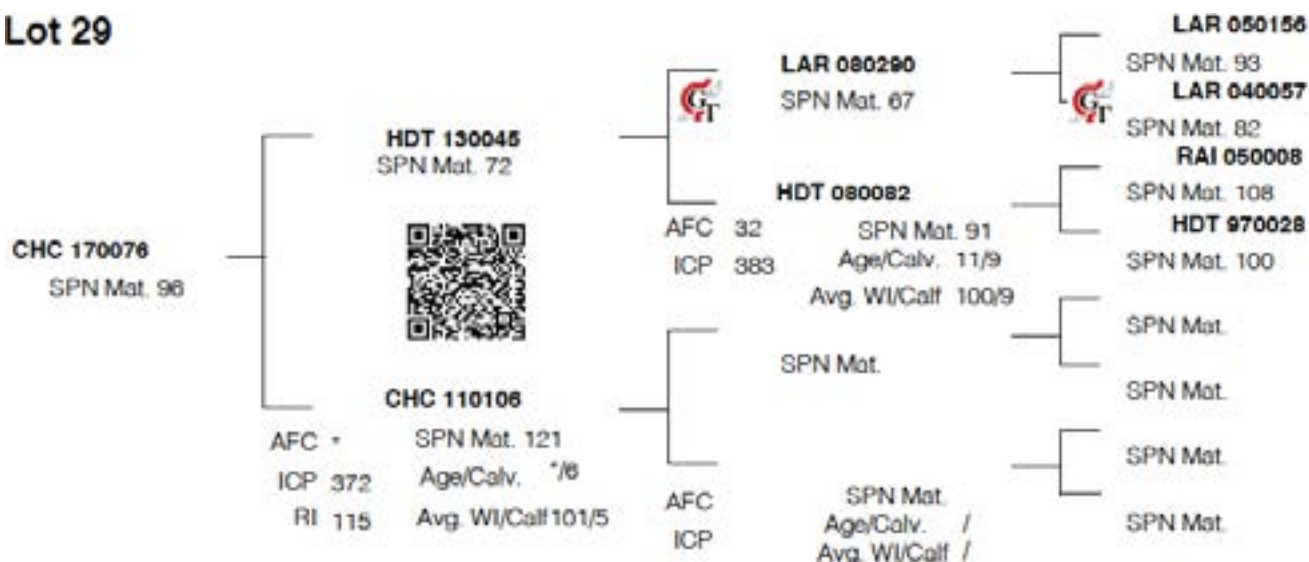 Lot 29
CHC 170076
SPN Mat. 96
HDT 130045
SPN Mat. 72
CHC 110106
AFC * SPN Mat. 121
ICP 372 Age/Calv. */6
RI 115 Avg. WI/Calf 101/5
GT
LAR 080290
SPN Mat. 67
HDT 080082
AFC 32 SPN Mat. 91
ICP 383 Age/Calv. 11/9
Avg. WI/Calf 100/9
SPN Mat.
AFC SPN Mat.
ICP Age/Calv. /
Avg. WI/Calf /
LAR 050156
SPN Mat. 93
GT
LAR 040057
SPN Mat. 82
RAI 050008
SPN Mat. 108
HDT 970028
SPN Mat. 100
SPN Mat.
SPN Mat.
SPN Mat.
SPN Mat.